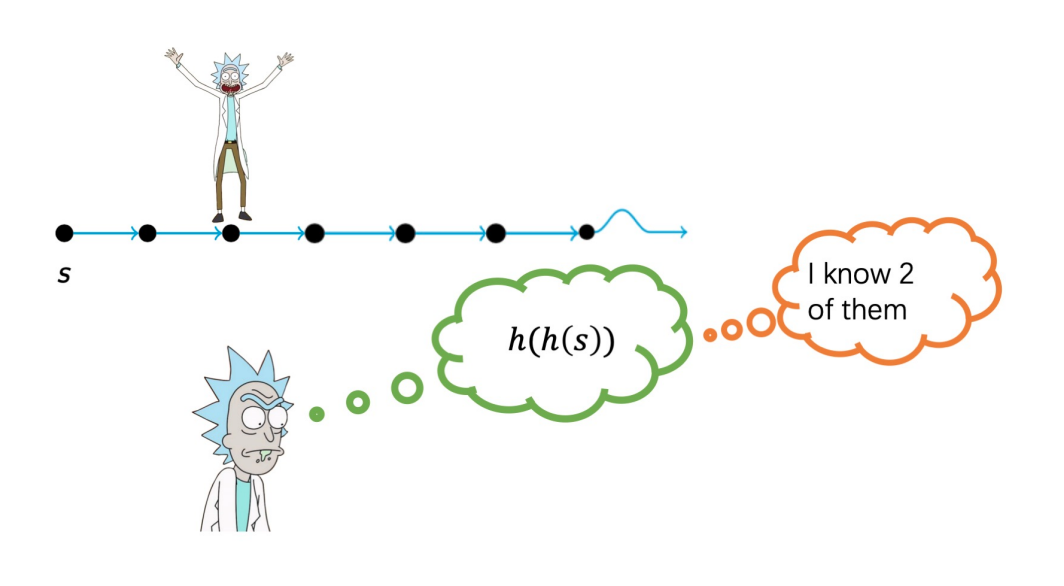 s
h(h(s))
I know 2
of them